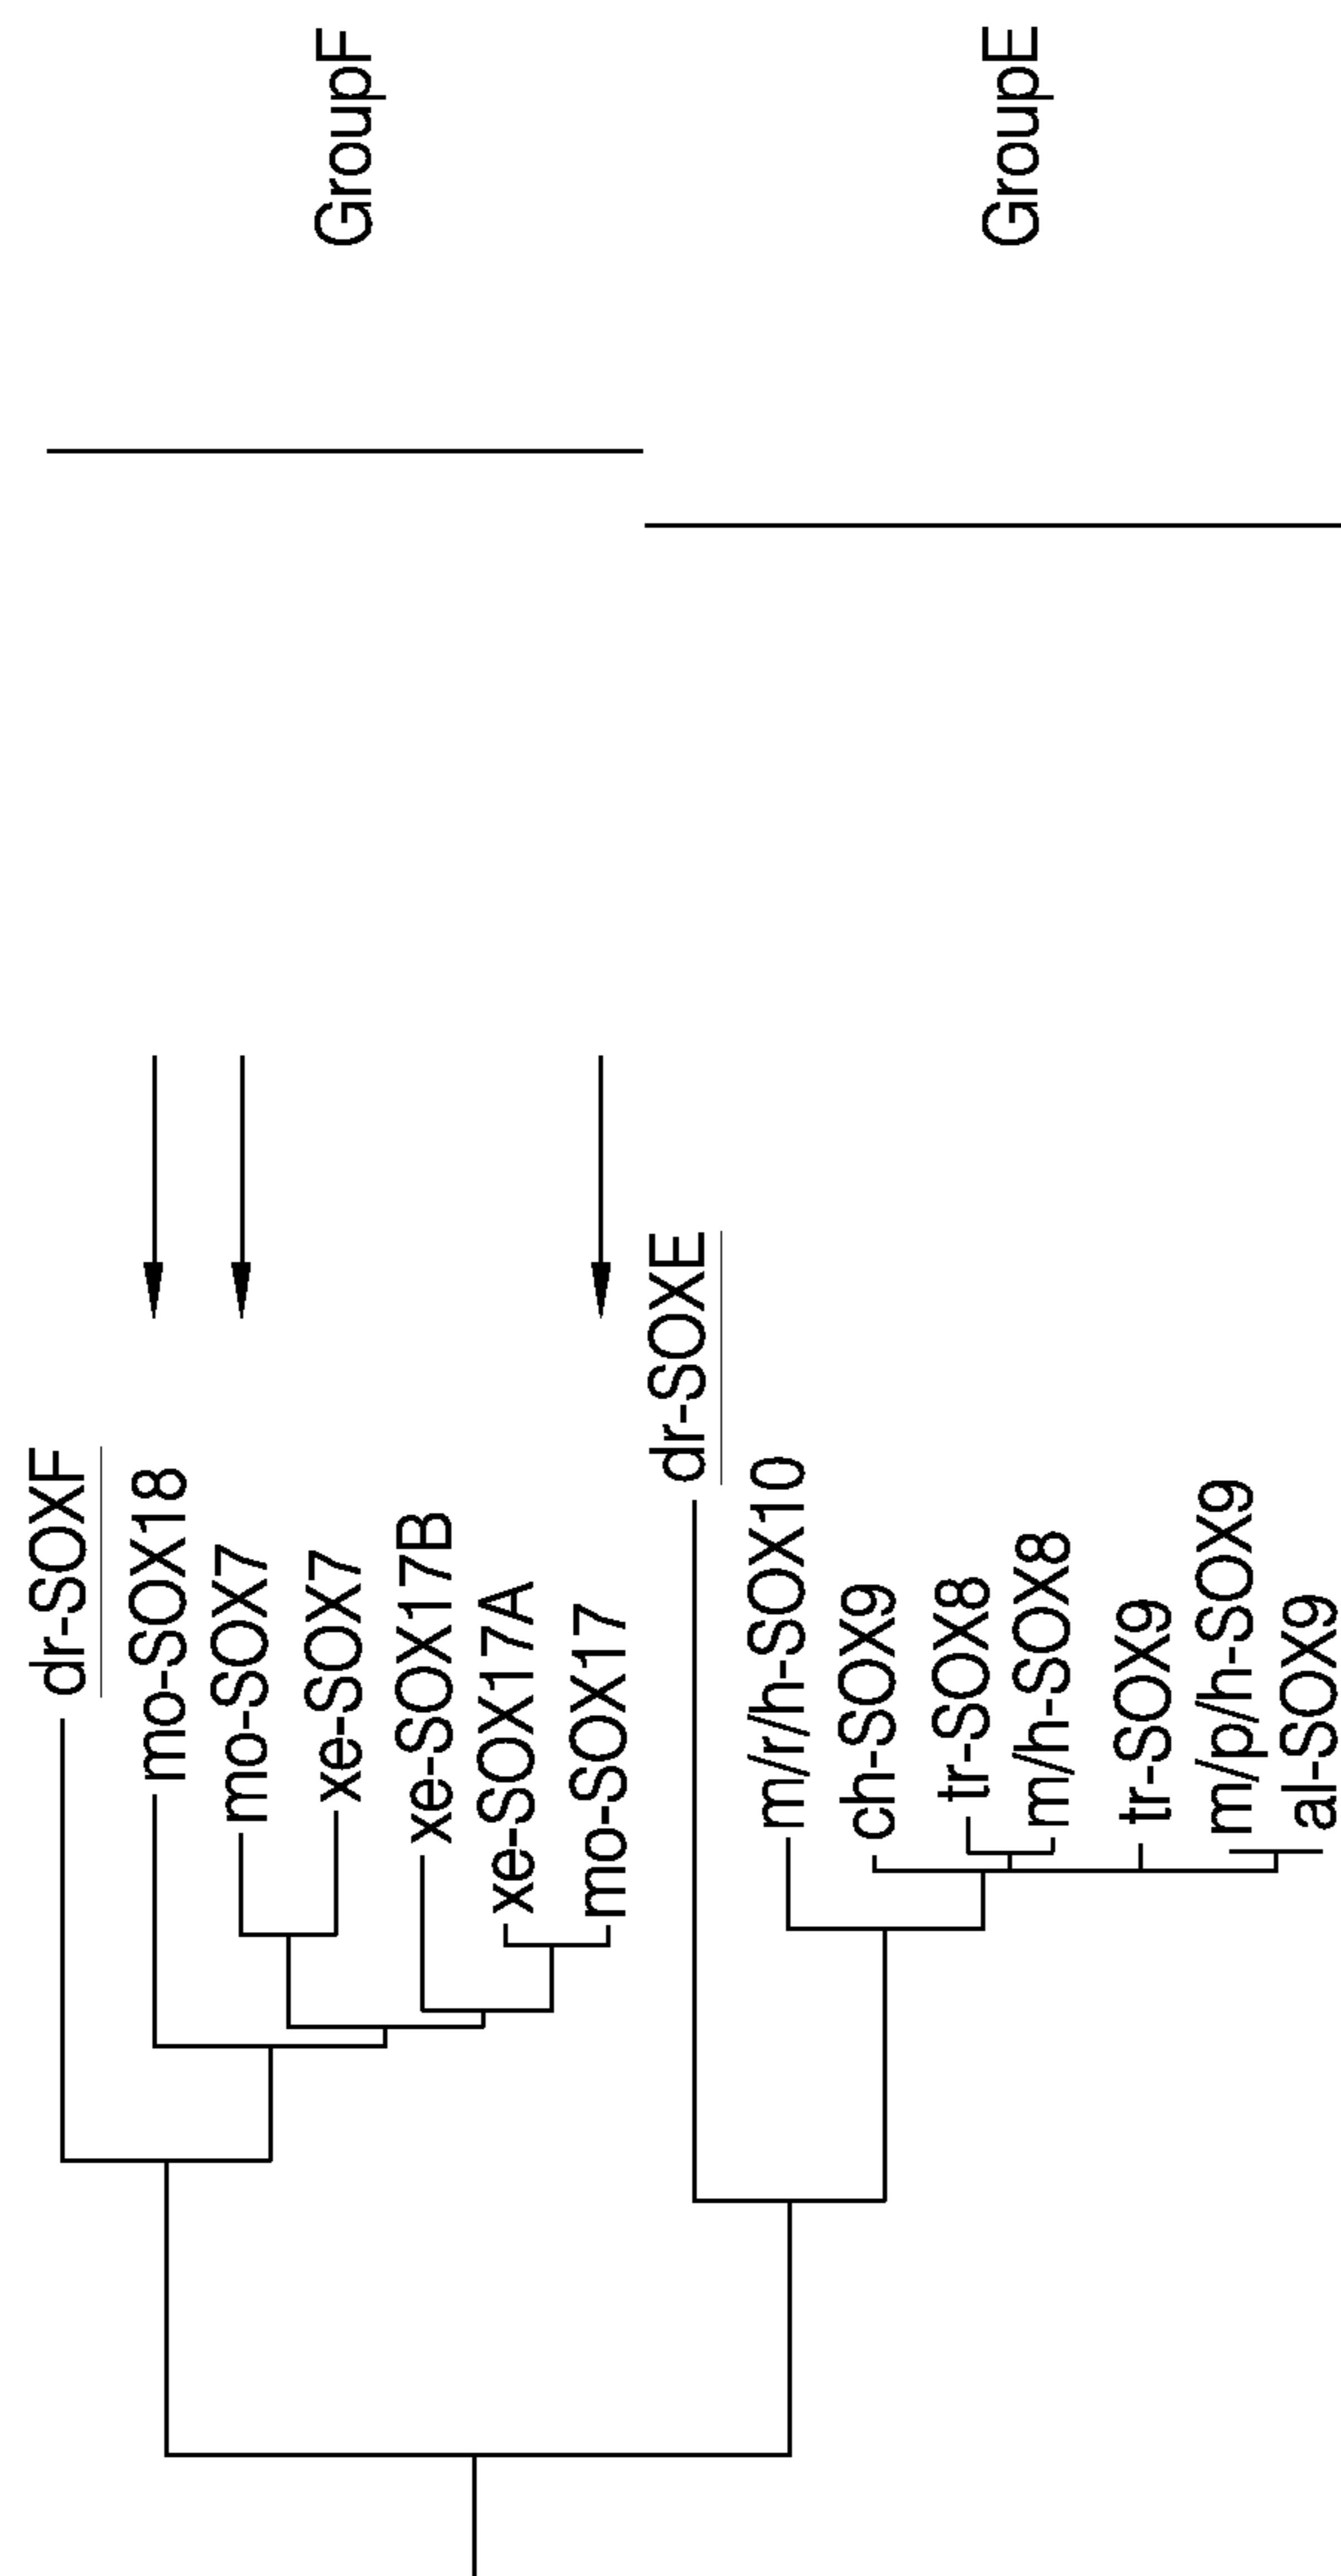 dr-SOXF
mo-SOX18
mo-SOX7
xe-SOX7
xe-SOX17B
xe-SOX17A
mo-SOX17
GroupF
dr-SOXE
m/r/h-SOX10
ch-SOX9
tr-SOX8
m/h-SOX8
tr-SOX9
m/p/h-SOX9
al-SOX9
GroupE